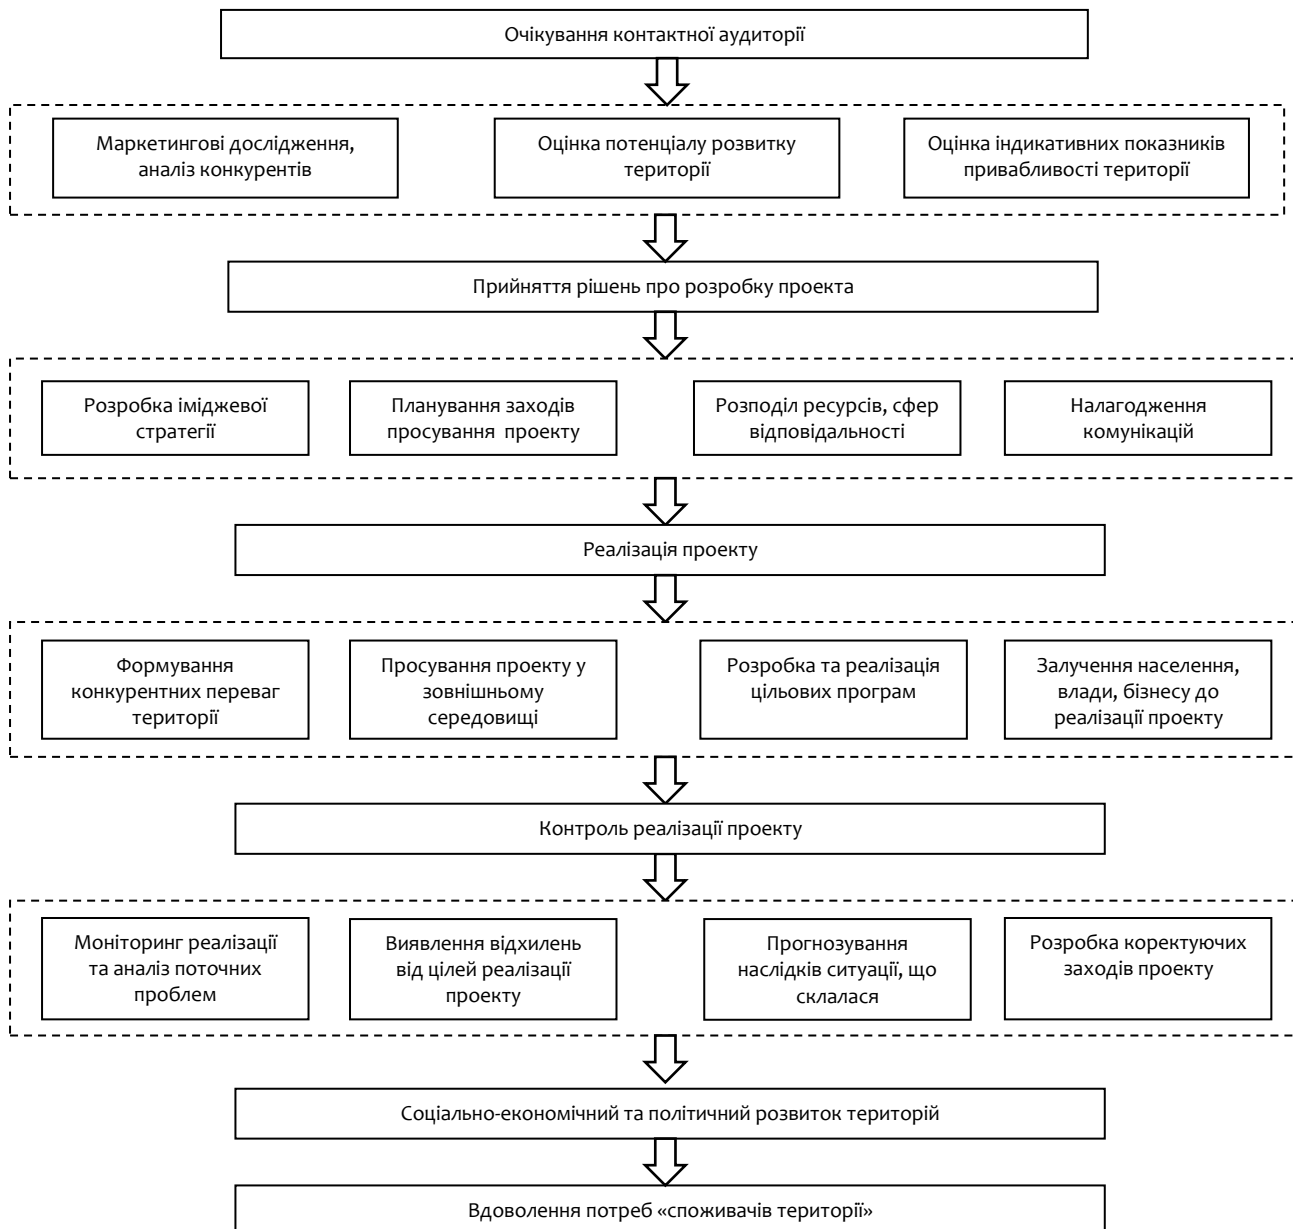 Очікування контактної аудиторії
Маркетингові дослідження,
аналіз конкурентів
Оцінка потенціалу розвитку
території
Оцінка індикативних показників
привабливості території
Прийняття рішень про розробку проекта
Розробка іміджевої
стратегії
Планування заходів
просування проекту
Розподіл ресурсів, сфер
відповідальності
Налагодження
комунікацій
Реалізація проекту
Формування
конкурентних переваг
території
Просування проекту у
зовнішньому
середовищі
Розробка та реалізація
цільових програм
Залучення населення,
влади, бізнесу до
реалізації проекту
Контроль реалізації проекту
Моніторинг реалізації
та аналіз поточних
проблем
Виявлення відхилень
від цілей реалізації
проекту
Прогнозування
наслідків ситуації, що
склалася
Розробка коректуючих
заходів проекту
Соціально-економічний та політичний розвиток територій
Вдоволення потреб «споживачів території»